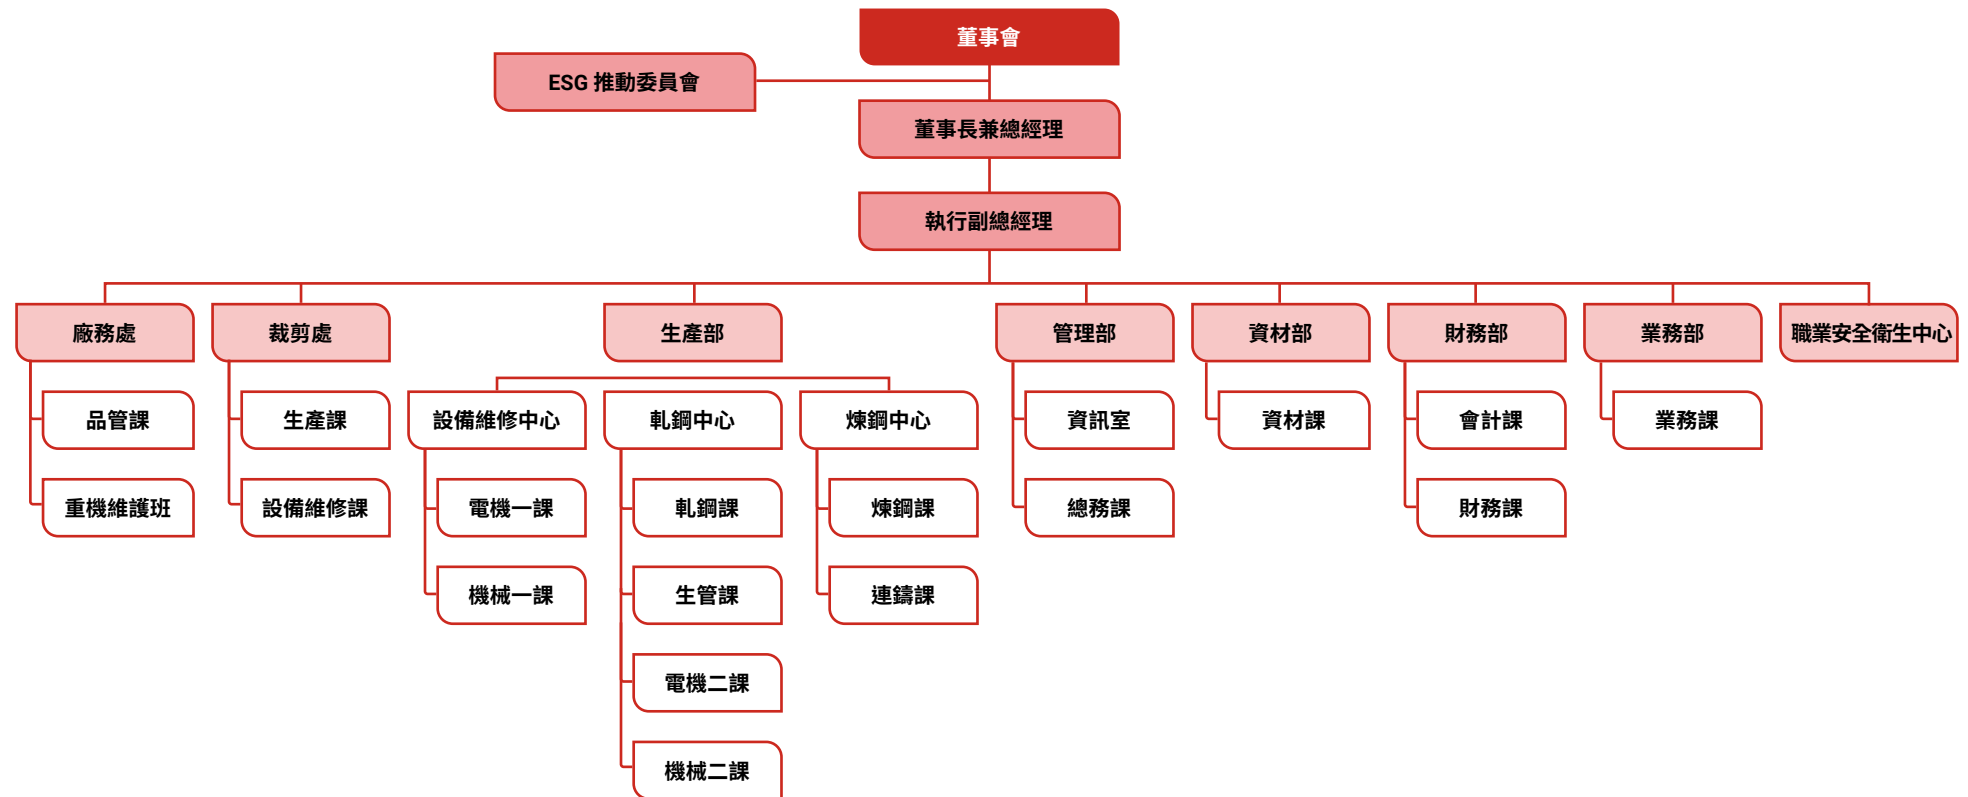 董事會
ESG 推動委員會
董事長兼總經理
執行副總經理
廠務處
裁剪處
生產部
管理部
資材部
財務部
業務部
職業安全衛生中心
品管課
生產課
設備維修中心
軋鋼中心
煉鋼中心
資訊室
資材課
會計課
業務課
重機維護班
設備維修課
電機一課
軋鋼課
煉鋼課
總務課
財務課
機械一課
生管課
連鑄課
電機二課
機械二課